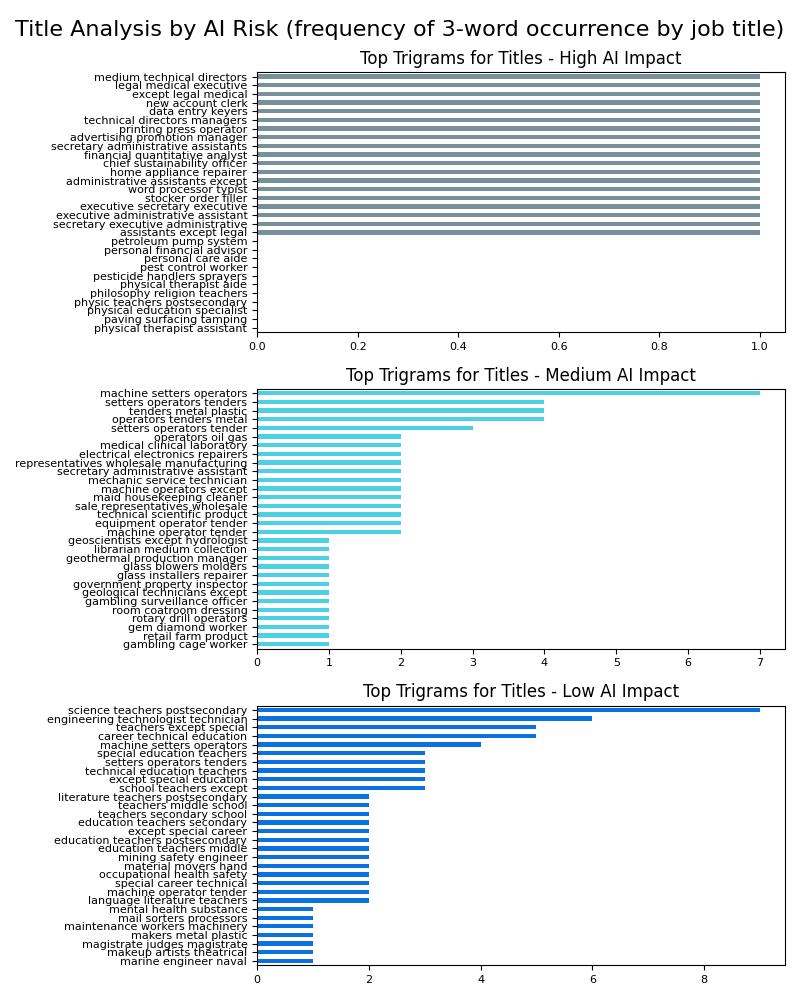 Title Analysis by AI Risk (frequency of 3-word occurrence by job title)
Top Trigrams for Titles - High AI Impact
medium technical directors
legal medical executive
except legal medical
new account clerk
data entry keyers
technical directors managers
printing press operator
advertising promotion manager
secretary administrative assistants
financial quantitative analyst
chief sustainability officer
home appliance repairer
administrative assistants except
word processor typist
stocker order filler
executive secretary executive
executive administrative assistant
secretary executive administrative
assistants except legal
petroleum pump system
personal financial advisor
personal care aide
pest control worker
pesticide handlers sprayers
physical therapist aide
philosophy religion teachers
physic teachers postsecondary
physical education specialist
paving surfacing tamping
physical therapist assistant
0.0 0.2 0.4 0.6 0.8 1.0
Top Trigrams for Titles - Medium AI Impact
machine setters operators
setters operators tenders
tenders metal plastic
operators tenders metal
setters operators tender
operators oil gas
medical clinical laboratory
electrical electronics repairers
representatives wholesale manufacturing
secretary administrative assistant
mechanic service technician
machine operators except
maid housekeeping cleaner
sale representatives wholesale
technical scientific product
equipment operator tender
machine operator tender
geoscientists except hydrologist
librarian medium collection
geothermal production manager
glass blowers molders
glass installers repairer
government property inspector
geological technicians except
gambling surveillance officer
room coatroom dressing
rotary drill operators
gem diamond worker
retail farm product
gambling cage worker
0 1 2 3 4 5 6 7
Top Trigrams for Titles - Low AI Impact
science teachers postsecondary
engineering technologist technician
teachers except special
career technical education
machine setters operators
special education teachers
setters operators tenders
technical education teachers
except special education
school teachers except
literature teachers postsecondary
teachers middle school
teachers secondary school
education teachers secondary
except special career
education teachers postsecondary
education teachers middle
mining safety engineer
material movers hand
occupational health safety
special career technical
machine operator tender
language literature teachers
mental health substance
mail sorters processors
maintenance workers machinery
makers metal plastic
magistrate judges magistrate
makeup artists theatrical
marine engineer naval
0 2 4 6 8